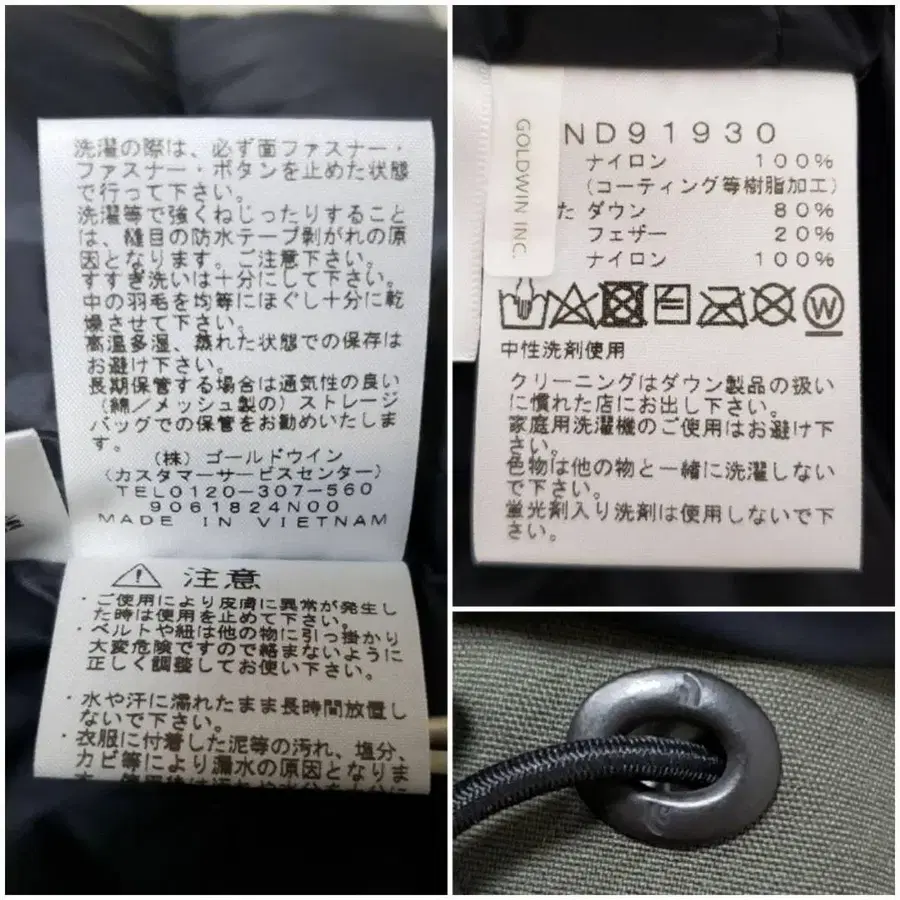 洗濯の際は、必ず面ファスナー・
ファスナー・ボタンを止めた状態
で行って下さい。
洗濯等で強くねじったりすること
は、縫目の防水テープ剥がれの原
因となります。ご注意下さい。
すすぎ洗いは十分にして下さい。
中の羽毛を均等にほぐし十分に乾
燥させて下さい。
高温多湿、蒸れた状態での保存は
お避け下さい。
長期保管する場合は通気性の良い
(綿/メッシュ製の)ストレージ
バッグでの保管をお勧めいたしま
す。
(株) ゴールドウイン
(カスタマーサービスセンター)
TEL0120-307-560
9061824N00
MADE IN VIETNAM
注意
・ご使用により皮膚に異常が発生し
た時は使用を止めて下さい。
・ベルトや紐は他の物に引っ掛かり
大変危険ですので絡まないように
正しく調整してお使い下さい。
・水や汗に濡れたまま長時間放置し
ないで下さい。
・衣服に付着した泥等の汚れ、塩分、
カビ等により漏水の原因となりま
GOLDWIN INC.
ND91930
ナイロン 100%
(コーティング等樹脂加工)
た ダウン 80%
フェザー 20%
ナイロン 100%
W
中性洗剤使用
クリーニングはダウン製品の扱い
に慣れた店にお出し下さい。
家庭用洗濯機のご使用はお避け下
さい。
色物は他の物と一緒に洗濯しない
で下さい。
蛍光剤入り洗剤は使用しないで下
さい。